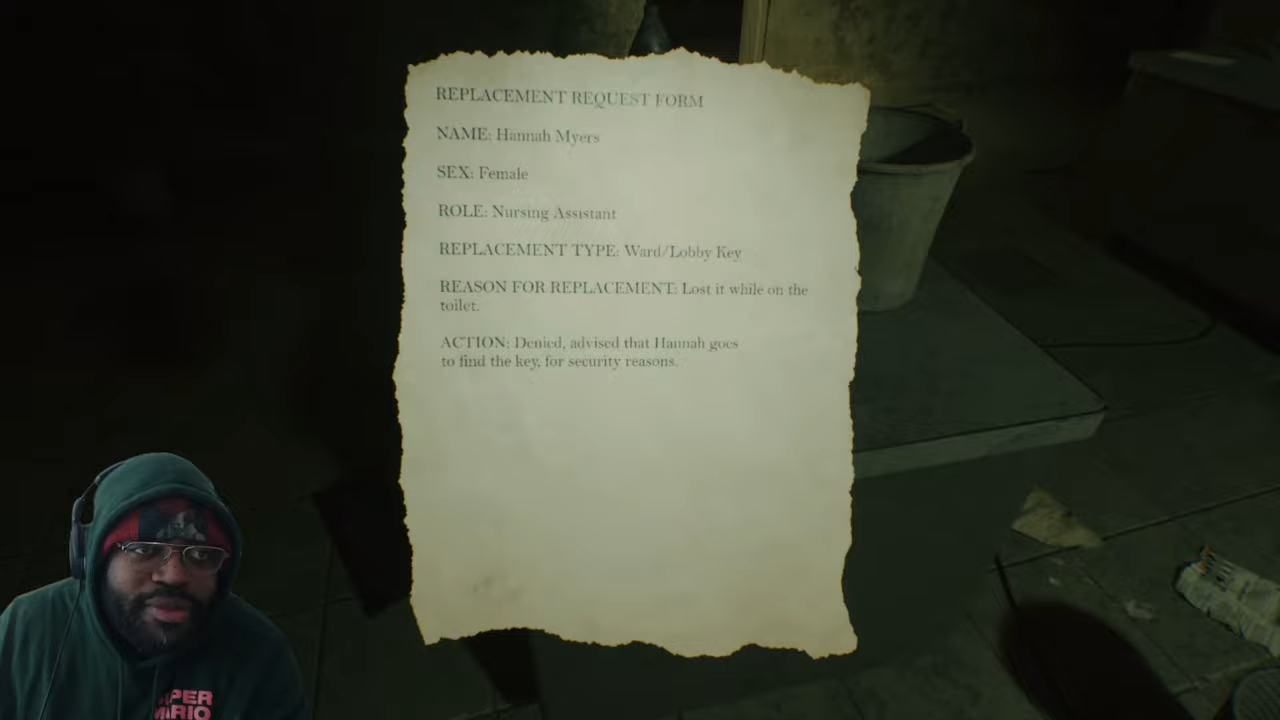 REPLACEMENT REQUEST FORM
NAME: Hannah Myers
SEX: Female
ROLE: Nursing Assistant
REPLACEMENT TYPE: Ward/Lobby Key
REASON FOR REPLACEMENT: Lost it while on the
toilet.
ACTION: Denied, advised that Hannah goes
to find the key, for security reasons.
MARIO